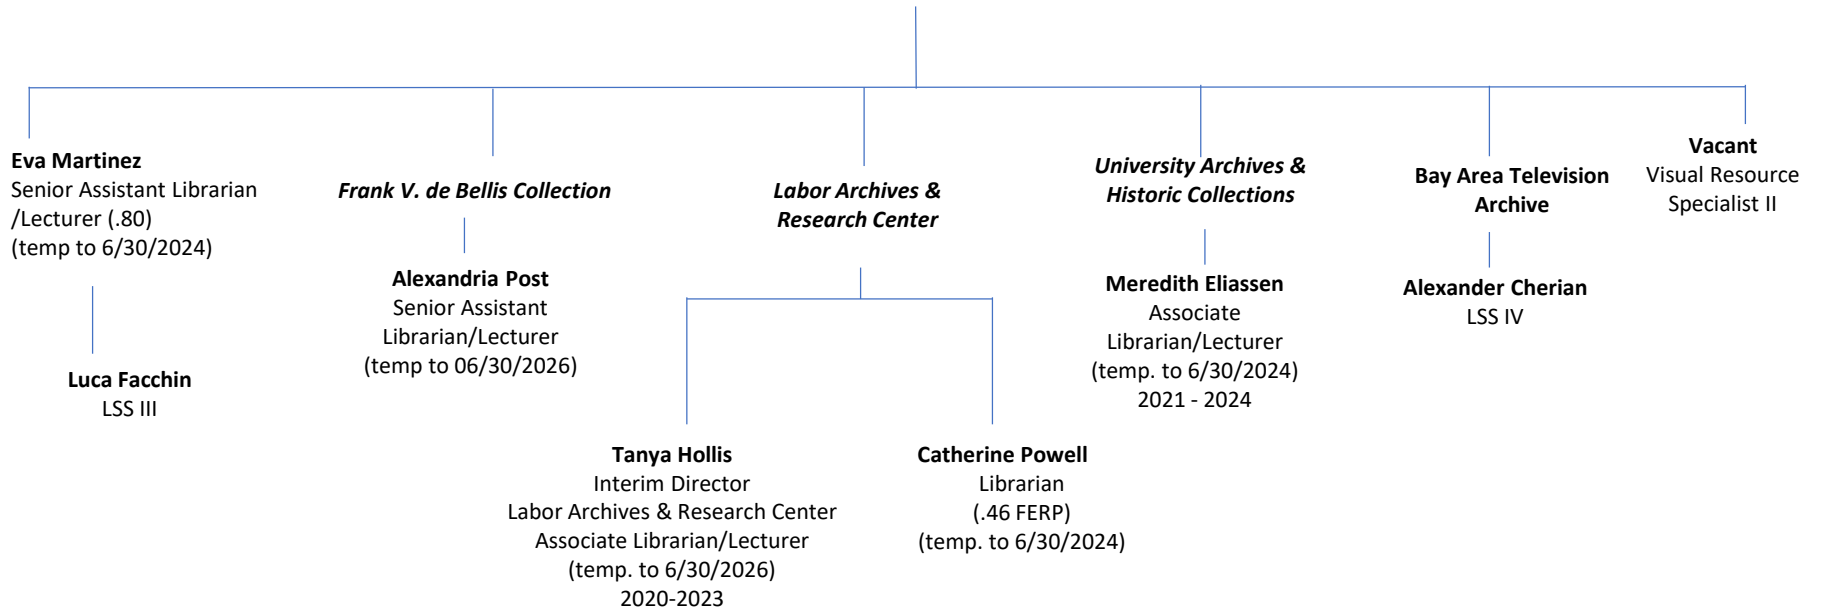 Eva Martinez
Senior Assistant Librarian
/Lecturer (.80)
(temp to 6/30/2024)
Luca Facchin
LSS III
Frank V. de Bellis Collection
Alexandria Post
Senior Assistant
Librarian/Lecturer
(temp to 06/30/2026)
Labor Archives &
Research Center
Tanya Hollis
Interim Director
Labor Archives & Research Center
Associate Librarian/Lecturer
(temp. to 6/30/2026)
2020-2023
Catherine Powell
Librarian
(.46 FERP)
(temp. to 6/30/2024)
University Archives &
Historic Collections
Meredith Eliassen
Associate
Librarian/Lecturer
(temp. to 6/30/2024)
2021 - 2024
Bay Area Television
Archive
Alexander Cherian
LSS IV
Vacant
Visual Resource
Specialist II